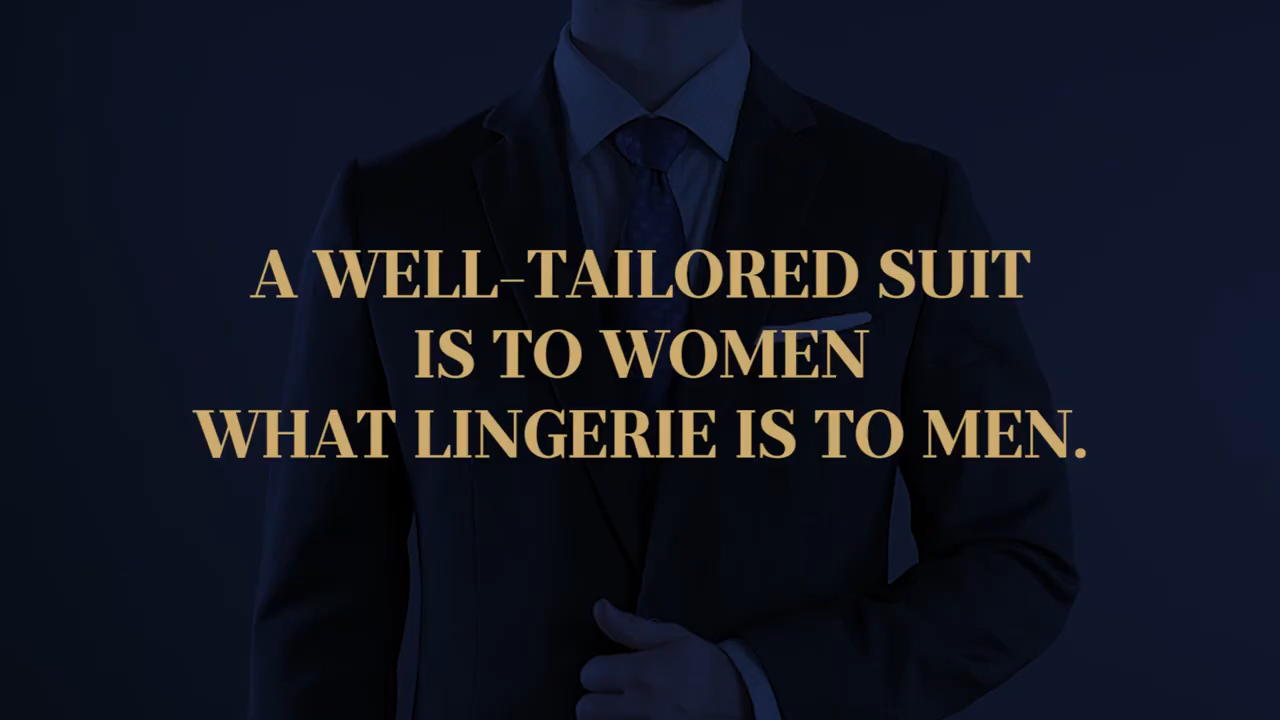 A WELL-TAILORED SUIT
IS TO WOMEN
WHAT LINGERIE IS TO MEN.